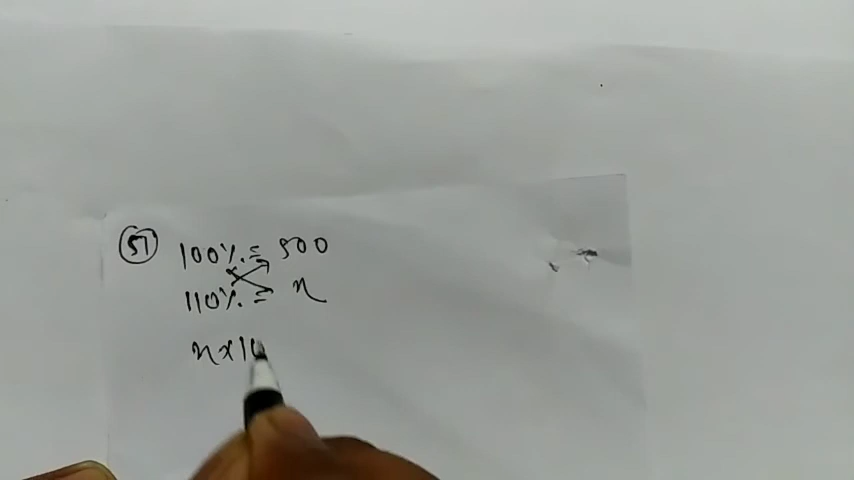 57 100% = 500
110% = x
x × 10